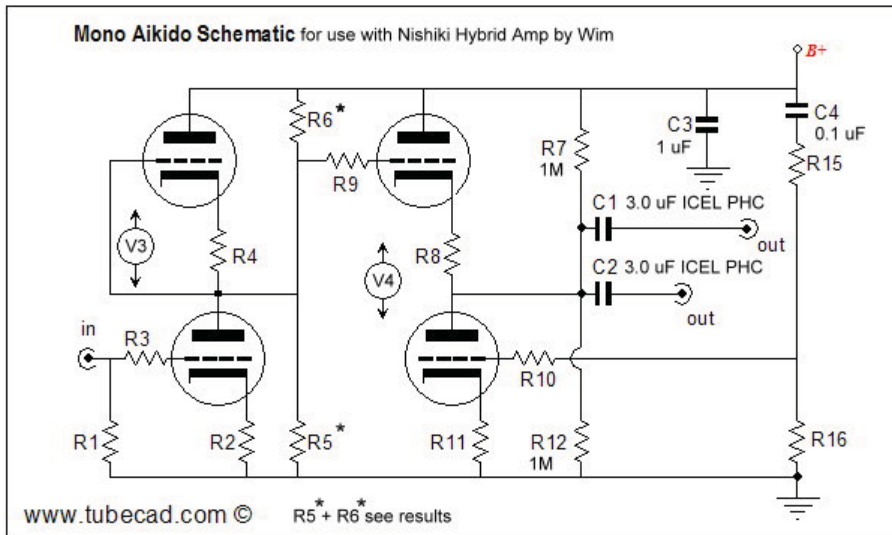 Mono Aikido Schematic for use with Nishiki Hybrid Amp by Wim
B+
R6*
C4
0.1 uF
C3
1 uF
R7
1M
R15
R9
C1 3.0 uF ICEL PHC
V3
R4
R8
V4
out
C2 3.0 uF ICEL PHC
out
in
R3
R10
R1
R2
R5*
R11
R12
1M
R16
www.tubecad.com ©
R5* + R6* see results